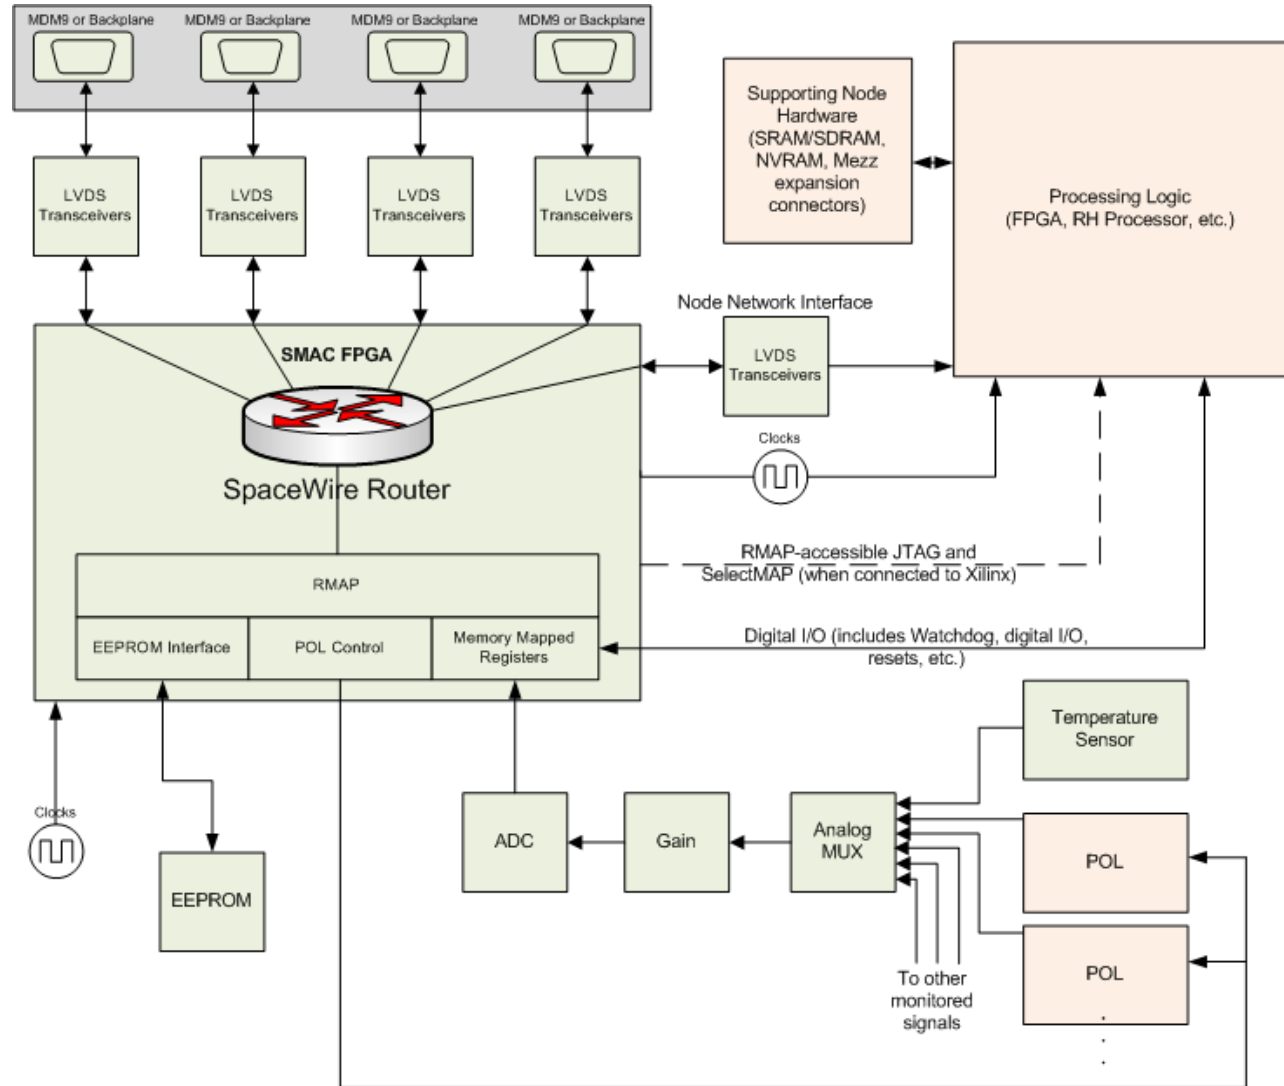 MDM9 or Backplane
MDM9 or Backplane
MDM9 or Backplane
MDM9 or Backplane
LVDS
Transceivers
LVDS
Transceivers
LVDS
Transceivers
LVDS
Transceivers
Supporting Node
Hardware
(SRAM/SDRAM,
NVRAM, Mezz
expansion
connectors)
Processing Logic
(FPGA, RH Processor, etc.)
Node Network Interface
LVDS
Transceivers
SMAC FPGA
SpaceWire Router
Clocks
RMAP-accessible JTAG and
SelectMAP (when connected to Xilinx)
RMAP
EEPROM Interface
POL Control
Memory Mapped
Registers
Digital I/O (includes Watchdog, digital I/O,
resets, etc.)
Temperature
Sensor
Clocks
EEPROM
ADC
Gain
Analog
MUX
POL
POL
To other
monitored
signals